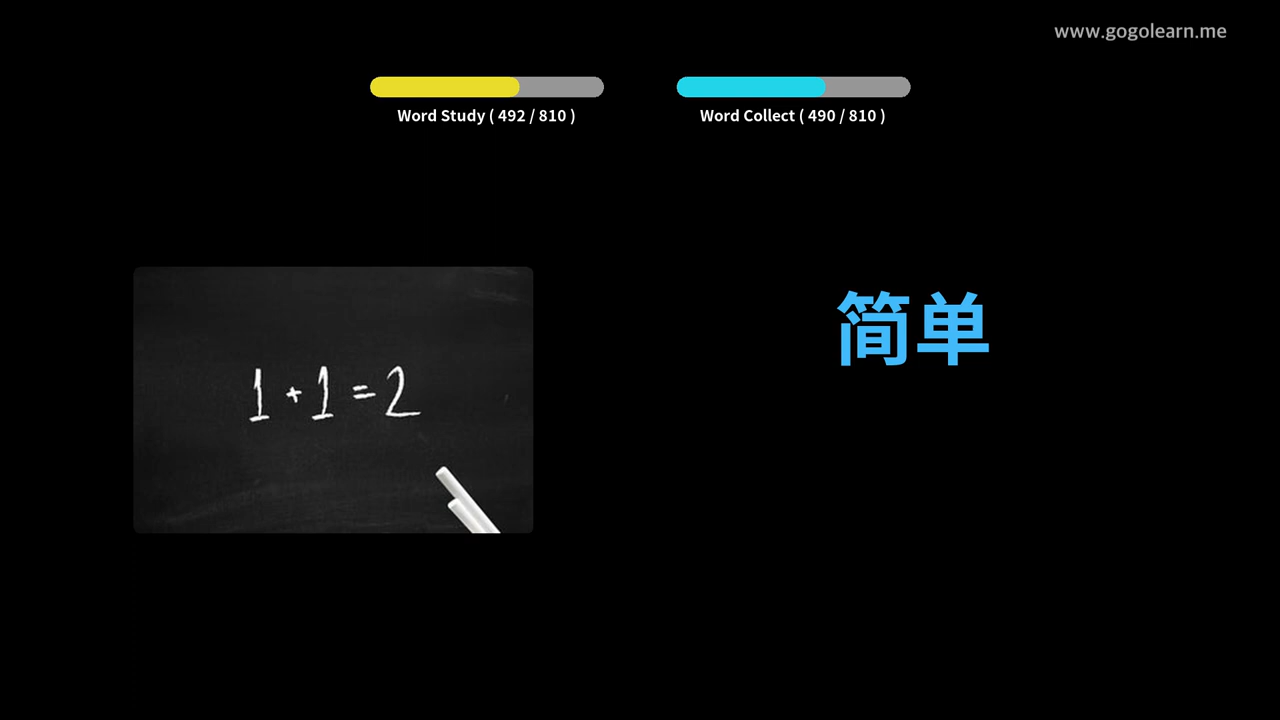 www.gogolearn.me
Word Study ( 492 / 810 )
Word Collect ( 490 / 810 )
简单
1 + 1 = 2